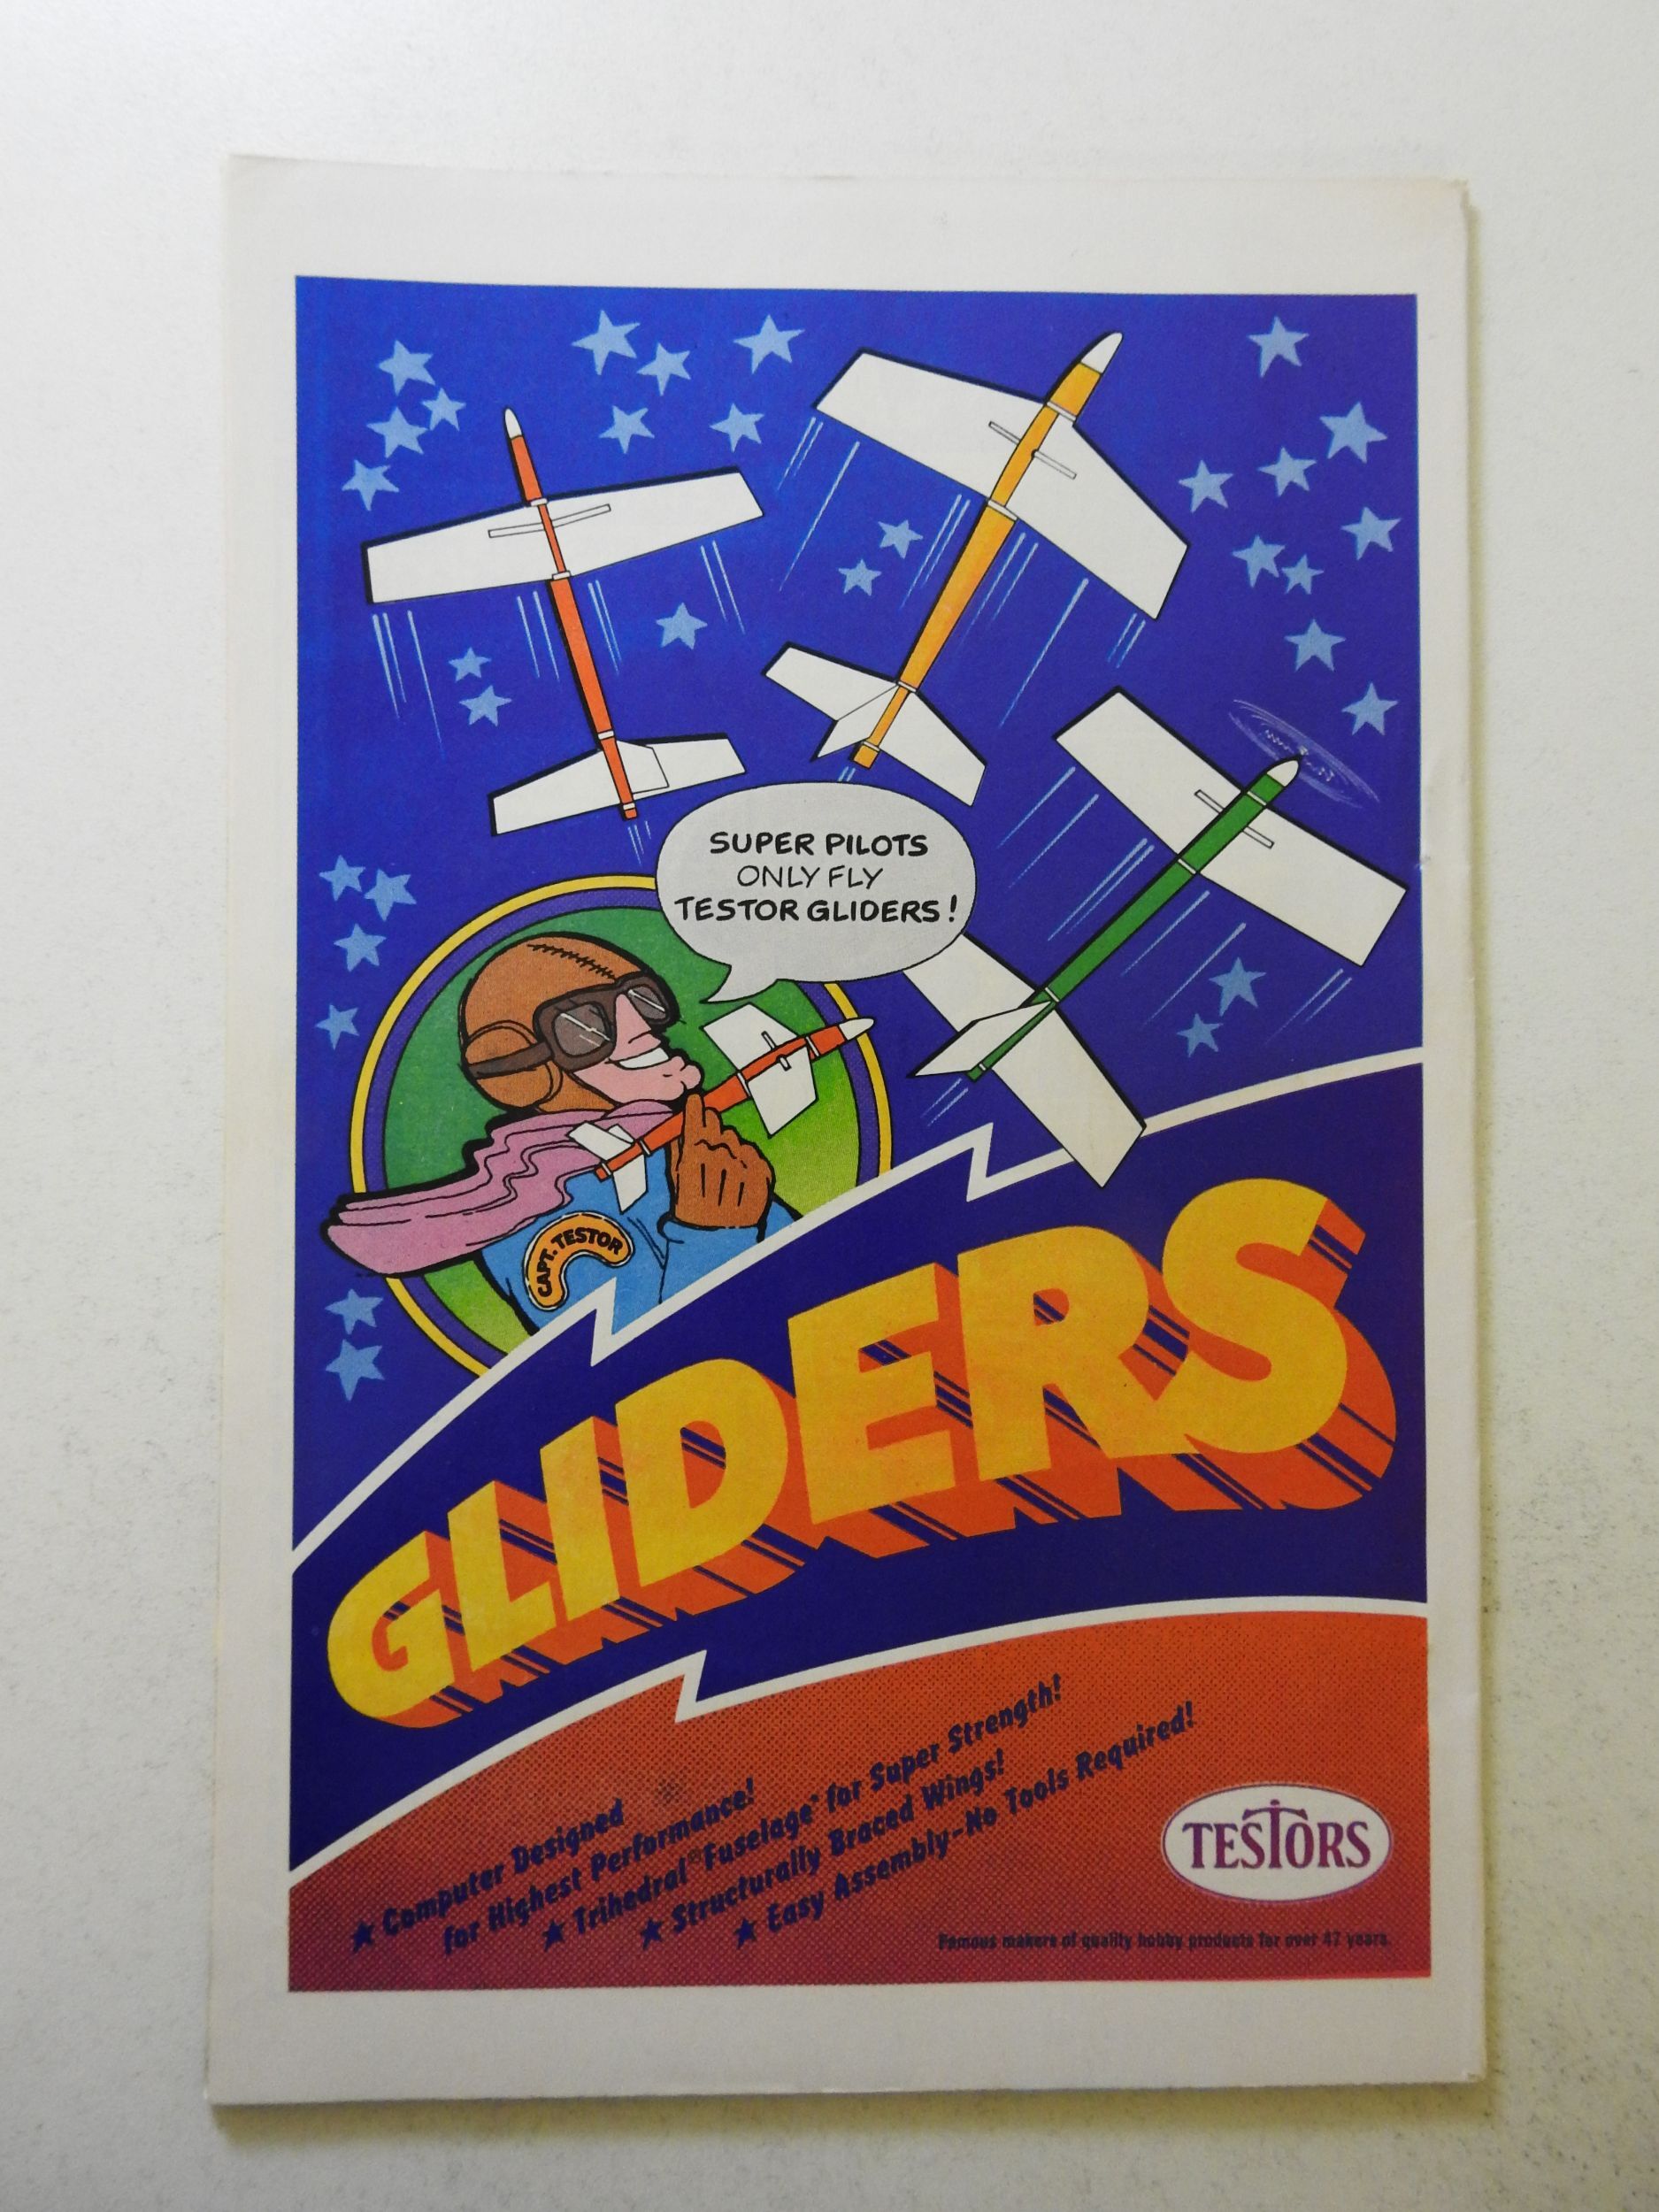 SUPER PILOTS
ONLY FLY
TESTOR GLIDERS!
CAPT. TESTOR
GLIDERS
★ Computer Designed
for Highest Performance!
★ Trihedral® Fuselage" for Super Strength!
★ Structurally Braced Wings!
★ Easy Assembly-No Tools Required!
TESTORS
Famous makers of quality hobby products for over 47 years.